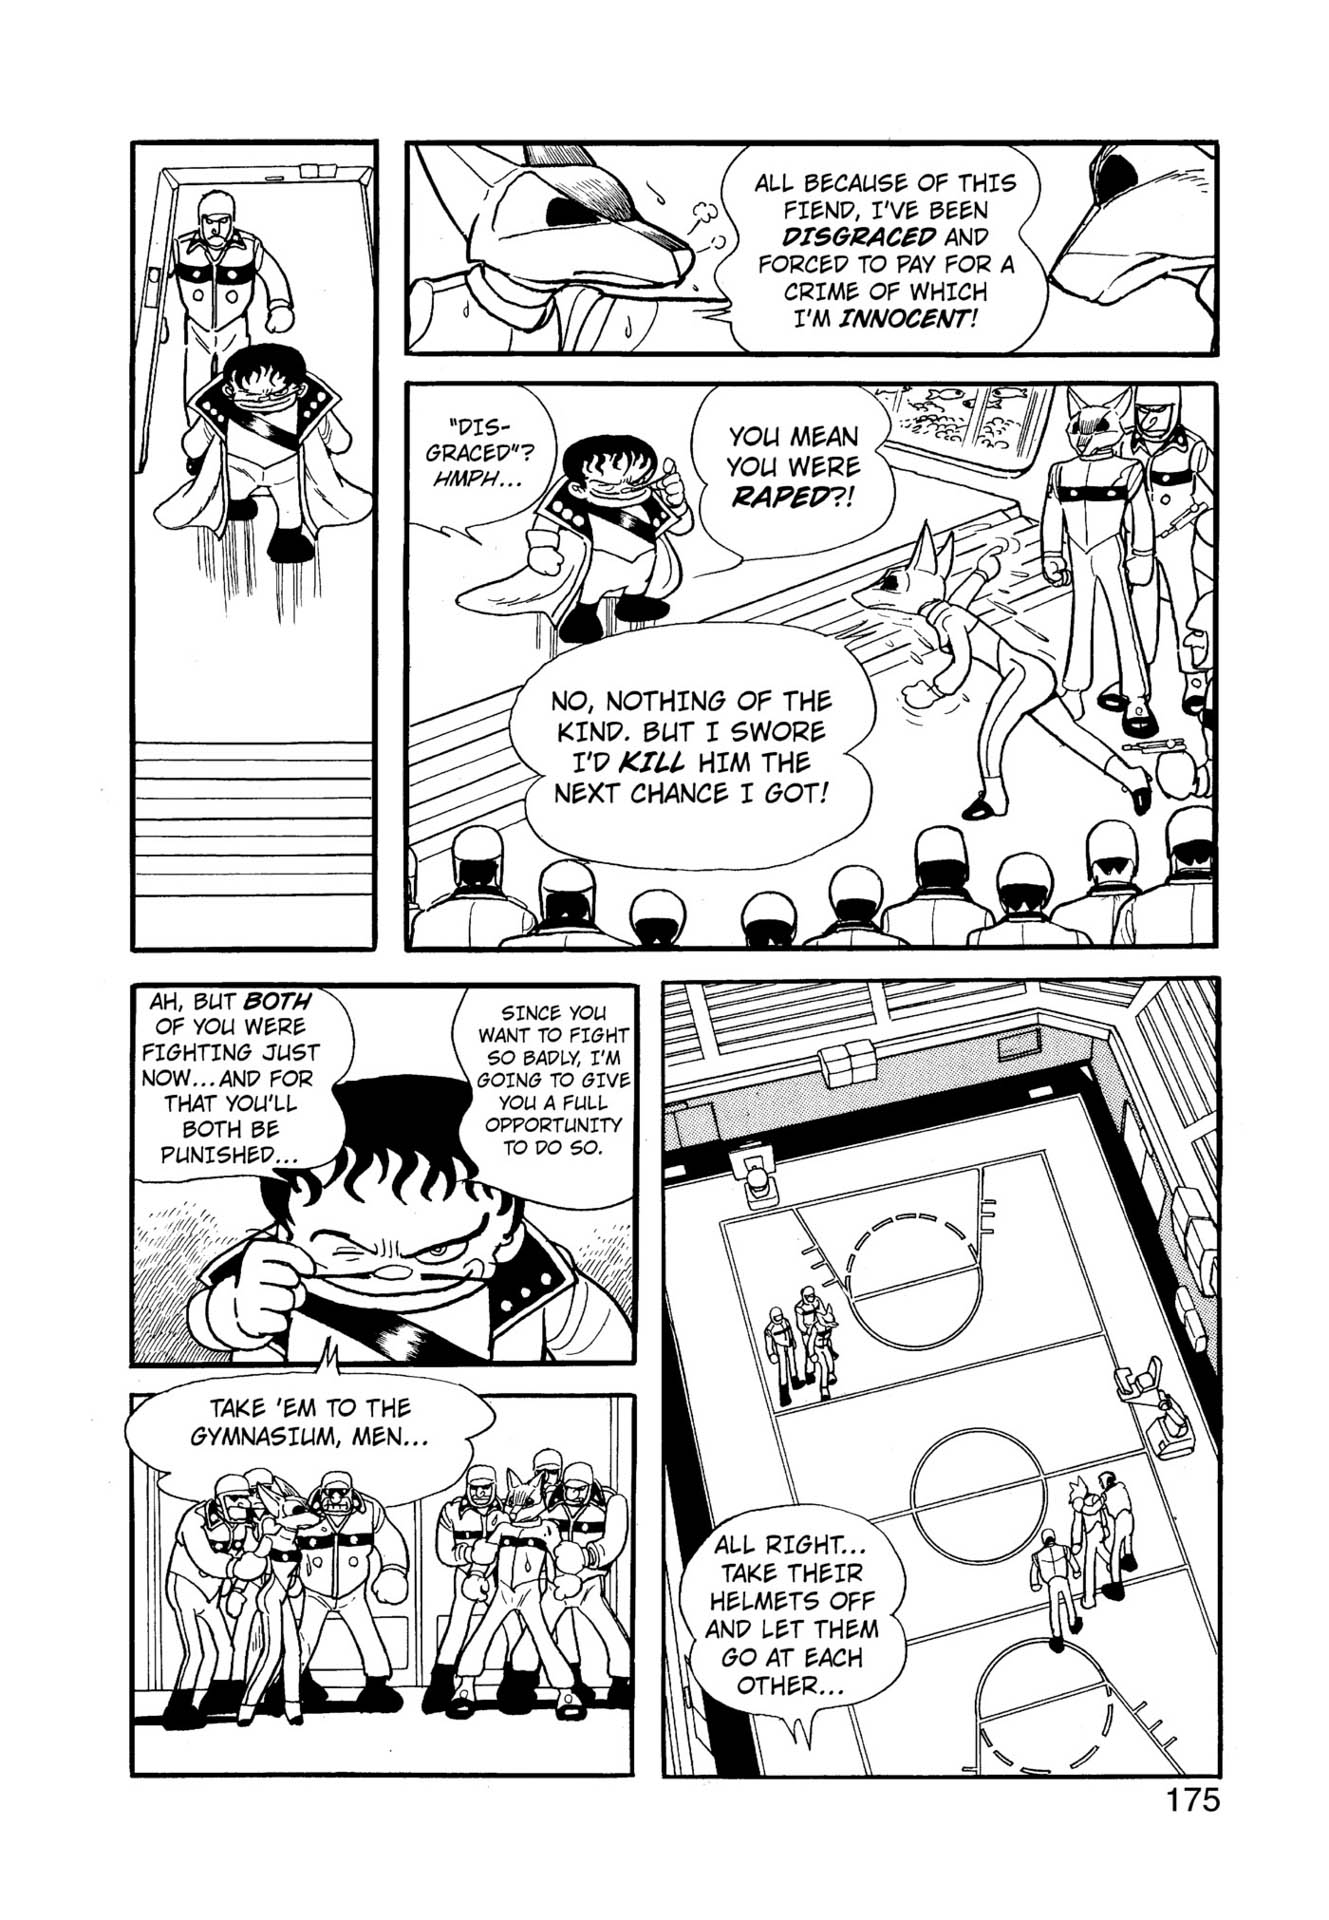 ALL BECAUSE OF THIS
FIEND, I'VE BEEN
DISGRACED AND
FORCED TO PAY FOR A
CRIME OF WHICH
I'M INNOCENT!
"DIS-
GRACED"?
HMPH...
YOU MEAN
YOU WERE
RAPED?!
NO, NOTHING OF THE
KIND. BUT I SWORE
I'D KILL HIM THE
NEXT CHANCE I GOT!
AH, BUT BOTH
OF YOU WERE
FIGHTING JUST
NOW...AND FOR
THAT YOU'LL
BOTH BE
PUNISHED...
SINCE YOU
WANT TO FIGHT
SO BADLY, I'M
GOING TO GIVE
YOU A FULL
OPPORTUNITY
TO DO SO.
TAKE 'EM TO THE
GYMNASIUM, MEN...
ALL RIGHT...
TAKE THEIR
HELMETS OFF
AND LET THEM
GO AT EACH
OTHER...
175